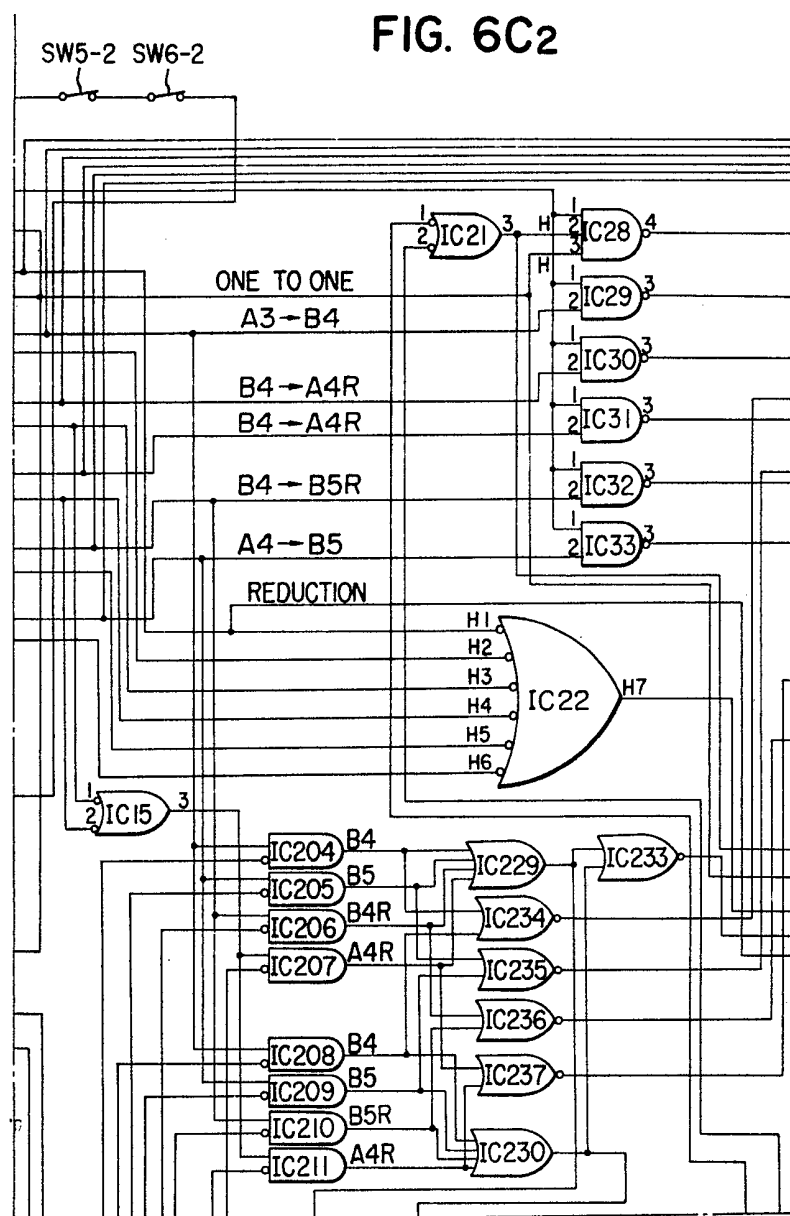 FIG. 6C2
SW5-2 SW6-2
1
2
IC21
3
H
H
1
2
3
IC28
4
ONE TO ONE
1
2
IC29
3
A3→B4
1
2
IC30
3
B4→A4R
1
2
IC31
3
B4→A4R
1
2
IC32
3
B4→B5R
1
2
IC33
3
A4→B5
REDUCTION
H1
H2
H3
H4
H5
H6
IC22
H7
1
2
IC15
3
IC204 B4
IC205 B5
IC206 B4R
IC207 A4R
IC229
IC233
IC234
IC235
IC236
IC208 B4
IC237
IC209 B5
IC210 B5R
IC230
IC211 A4R